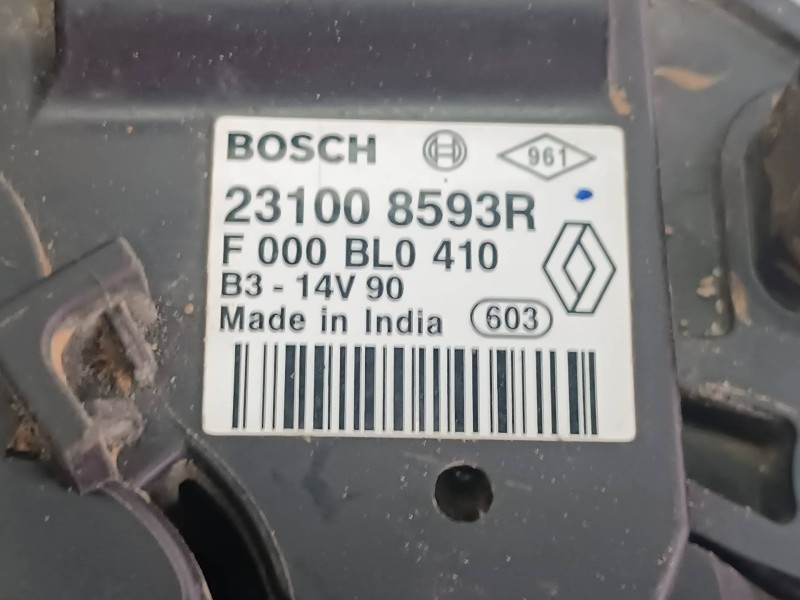 BOSCH 961
23100 8593R
F 000 BL0 410
B3 - 14V 90
Made in India 603